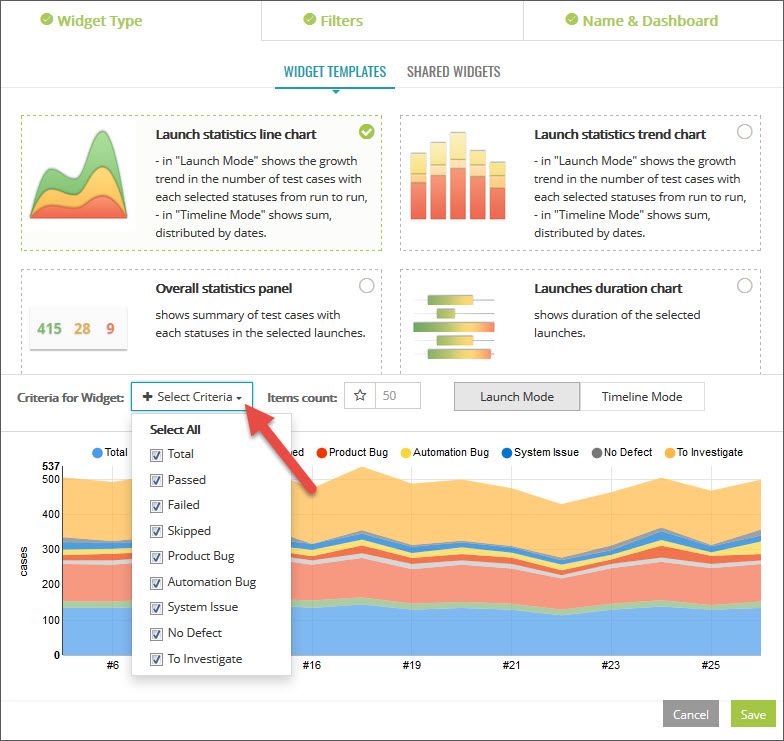 Widget Type
Filters
Name & Dashboard
WIDGET TEMPLATES
SHARED WIDGETS
Launch statistics line chart
- in "Launch Mode" shows the growth
trend in the number of test cases with
each selected statuses from run to run,
- in "Timeline Mode" shows sum,
distributed by dates.
Launch statistics trend chart
- in "Launch Mode" shows the growth
trend in the number of test cases with
each selected statuses from run to run,
- in "Timeline Mode" shows sum,
distributed by dates.
415 28 9
Overall statistics panel
shows summary of test cases with
each statuses in the selected launches.
Launches duration chart
shows duration of the selected
launches.
Criteria for Widget:
Select Criteria
Items count:
50
Launch Mode
Timeline Mode
Select All
Total
Passed
Failed
Skipped
Product Bug
Automation Bug
System Issue
No Defect
To Investigate
Total
Product Bug
Automation Bug
System Issue
No Defect
To Investigate
cases
537
500
400
300
200
100
0
#6
#16
#19
#21
#23
#25
Cancel
Save